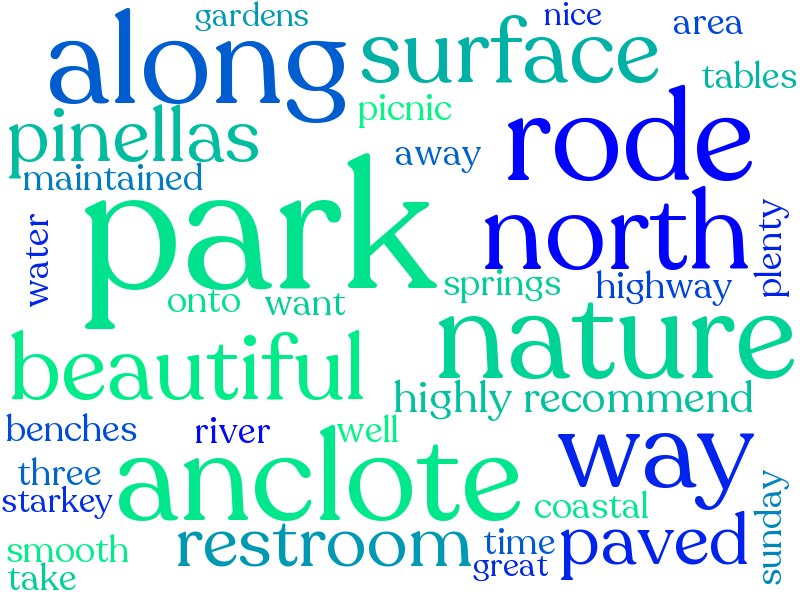 gardens
nice
area
along
surface
tables
picnic
rode
pinellas
away
maintained
park
north
plenty
water
springs
highway
onto
want
nature
beautiful
highly recommend
benches
river
well
way
three
anclote
starkey
coastal
sunday
restroom
time
paved
smooth
great
take